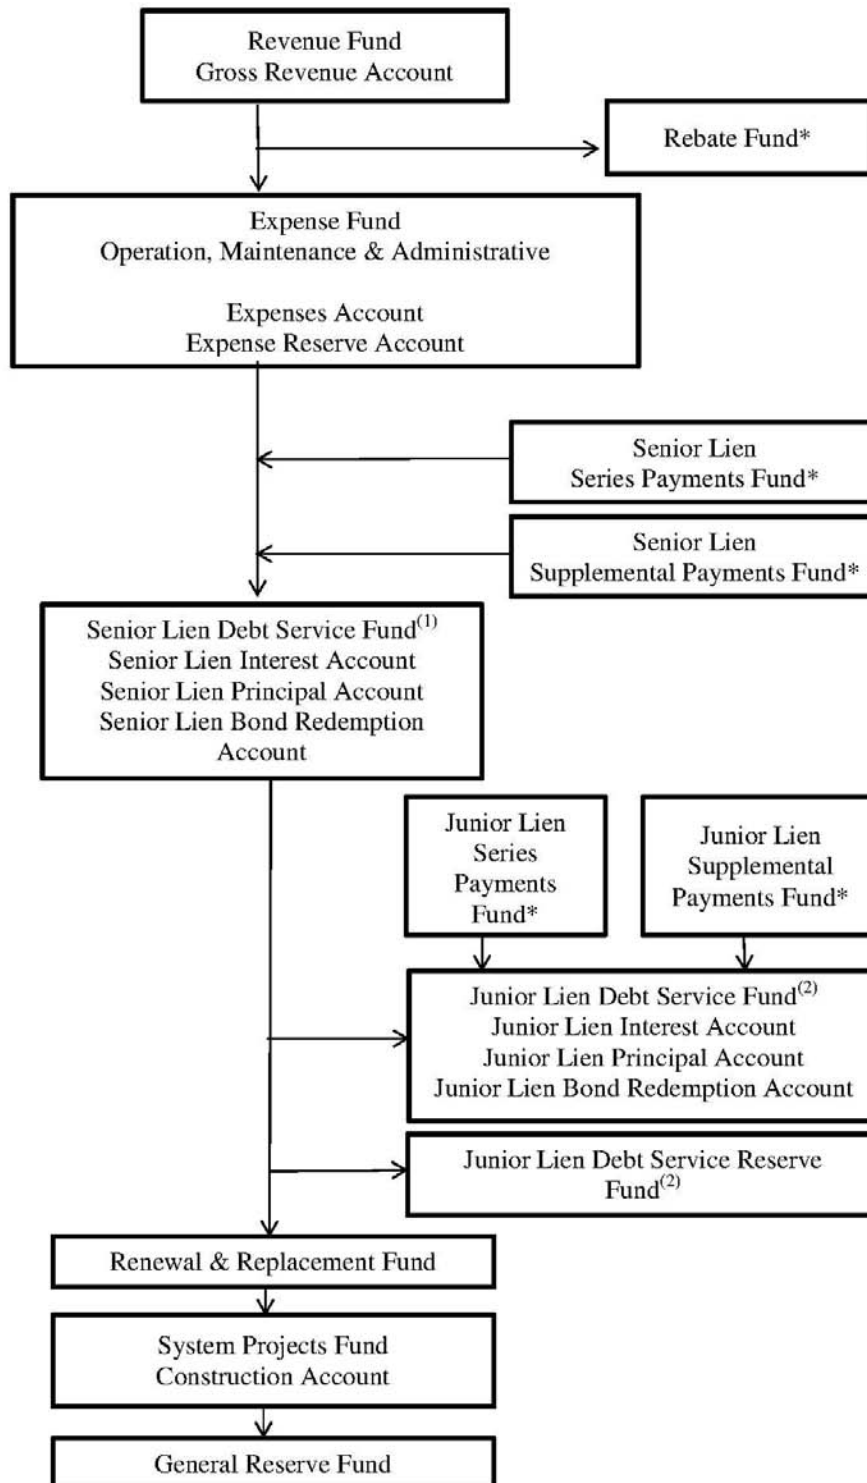 Revenue Fund
Gross Revenue Account
Rebate Fund*
Expense Fund
Operation, Maintenance & Administrative
Expenses Account
Expense Reserve Account
Senior Lien
Series Payments Fund*
Senior Lien
Supplemental Payments Fund*
Senior Lien Debt Service Fund(1)
Senior Lien Interest Account
Senior Lien Principal Account
Senior Lien Bond Redemption
Account
Junior Lien
Series
Payments
Fund*
Junior Lien
Supplemental
Payments Fund*
Junior Lien Debt Service Fund(2)
Junior Lien Interest Account
Junior Lien Principal Account
Junior Lien Bond Redemption Account
Junior Lien Debt Service Reserve
Fund(2)
Renewal & Replacement Fund
System Projects Fund
Construction Account
General Reserve Fund